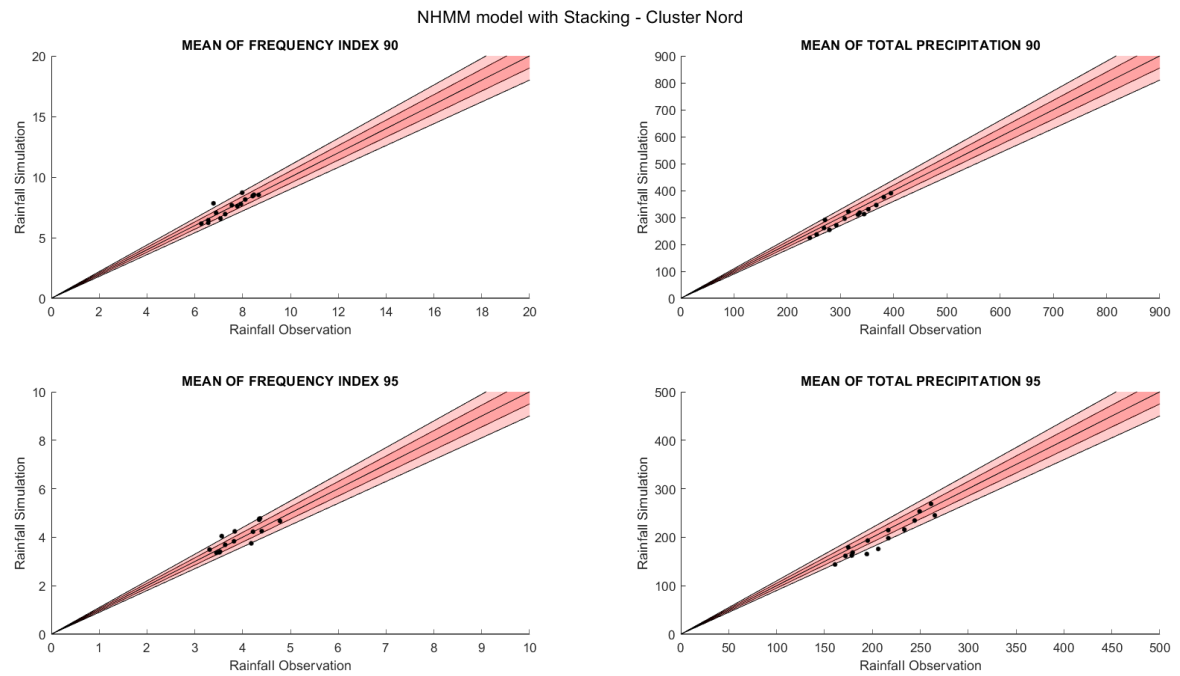 NHMM model with Stacking - Cluster Nord
MEAN OF FREQUENCY INDEX 90
20
15
10
5
0
Rainfall Simulation
0 2 4 6 8 10 12 14 16 18 20
Rainfall Observation
MEAN OF TOTAL PRECIPITATION 90
900
800
700
600
500
400
300
200
100
0
Rainfall Simulation
0 100 200 300 400 500 600 700 800 900
Rainfall Observation
MEAN OF FREQUENCY INDEX 95
10
8
6
4
2
0
Rainfall Simulation
0 1 2 3 4 5 6 7 8 9 10
Rainfall Observation
MEAN OF TOTAL PRECIPITATION 95
500
400
300
200
100
0
Rainfall Simulation
0 50 100 150 200 250 300 350 400 450 500
Rainfall Observation